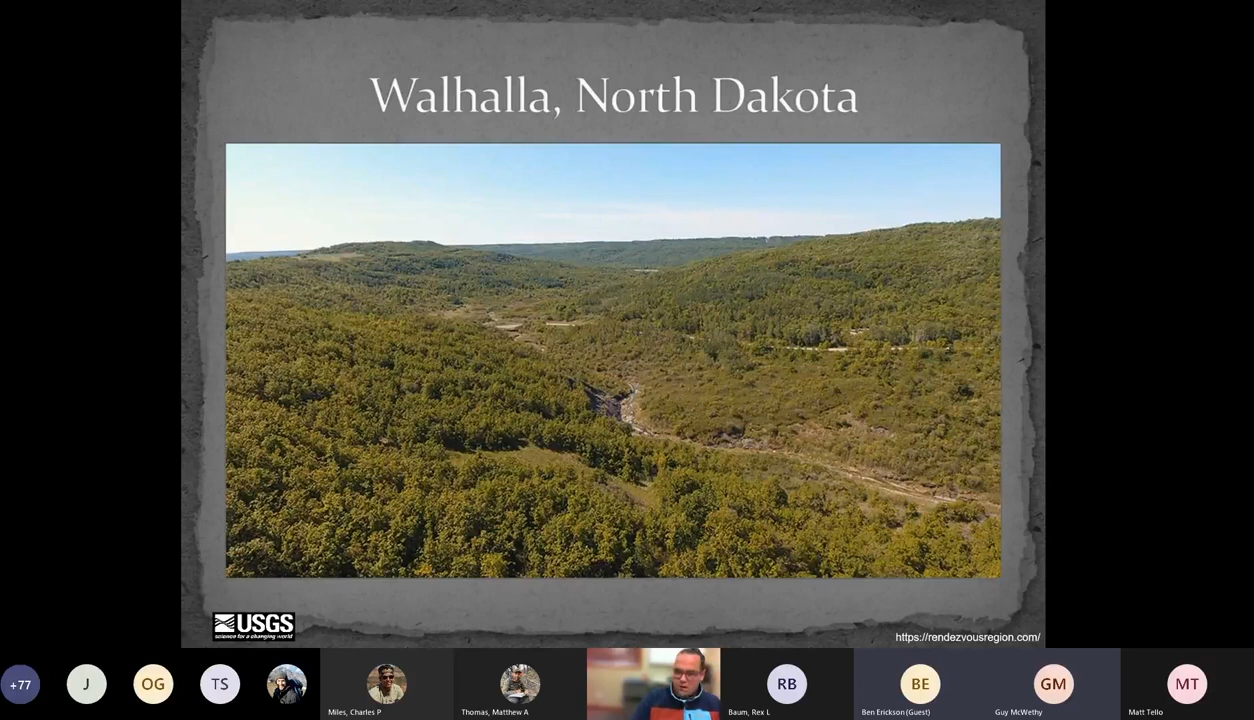 Walhalla, North Dakota
USGS
science for a changing world
https://rendezvousregion.com/
+77
J
OG
TS
Miles, Charles P
Thomas, Matthew A
RB
Baum, Rex L
BE
Ben Erickson (Guest)
GM
Guy McWethy
MT
Matt Tello